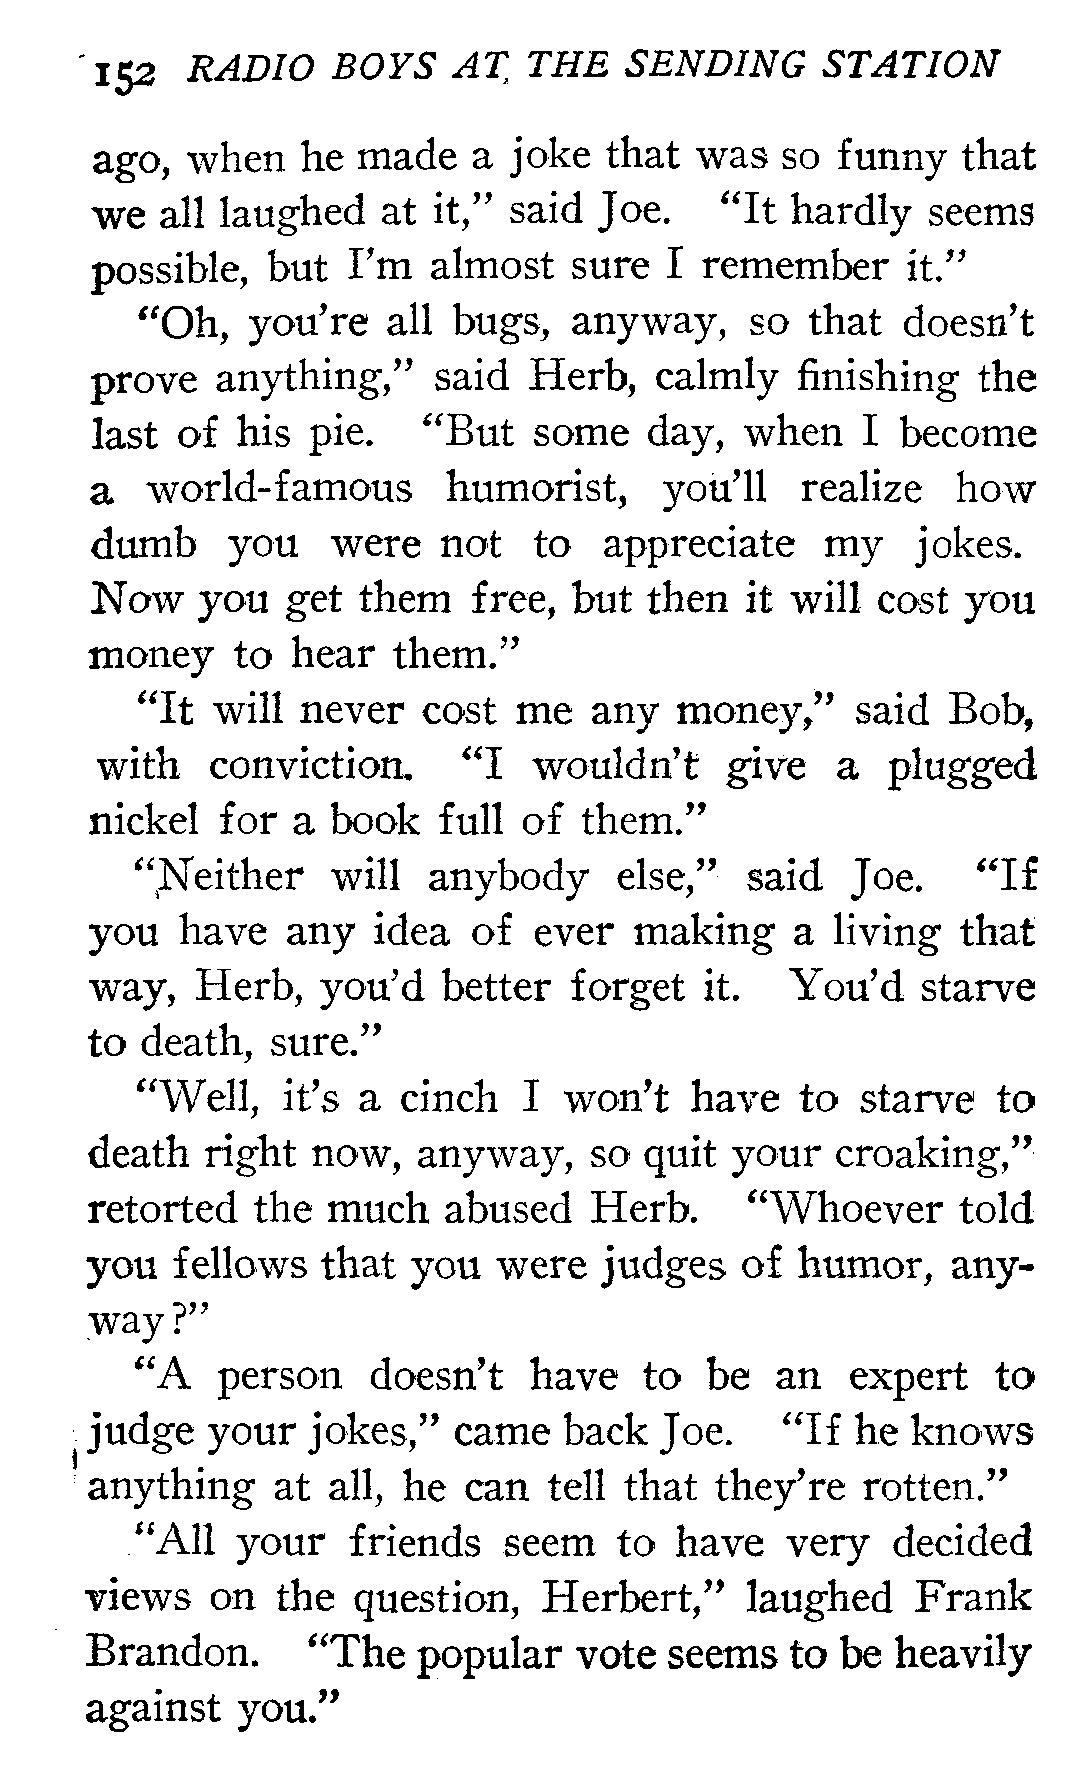 152 RADIO BOYS AT THE SENDING STATION
ago, when he made a joke that was so funny that
we all laughed at it,” said Joe. “It hardly seems
possible, but I’m almost sure I remember it.”
“Oh, you’re all bugs, anyway, so that doesn’t
prove anything,” said Herb, calmly finishing the
last of his pie. “But some day, when I become
a world-famous humorist, you’ll realize how
dumb you were not to appreciate my jokes.
Now you get them free, but then it will cost you
money to hear them.”
“It will never cost me any money,” said Bob,
with conviction. “I wouldn’t give a plugged
nickel for a book full of them.”
“Neither will anybody else,” said Joe. “If
you have any idea of ever making a living that
way, Herb, you’d better forget it. You’d starve
to death, sure.”
“Well, it’s a cinch I won’t have to starve to
death right now, anyway, so quit your croaking,”
retorted the much abused Herb. “Whoever told
you fellows that you were judges of humor, any-
way?”
“A person doesn’t have to be an expert to
judge your jokes,” came back Joe. “If he knows
anything at all, he can tell that they’re rotten.”
“All your friends seem to have very decided
views on the question, Herbert,” laughed Frank
Brandon. “The popular vote seems to be heavily
against you.”